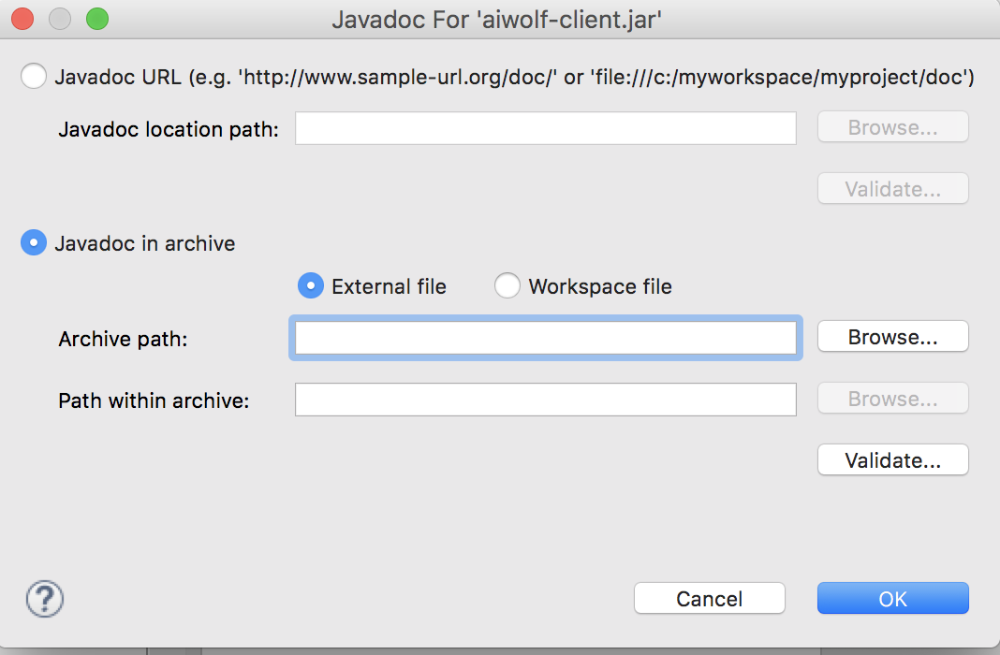 Javadoc For 'aiwolf-client.jar'
Javadoc URL (e.g. 'http://www.sample-url.org/doc/' or 'file:///c:/myworkspace/myproject/doc')
Javadoc location path: Browse...
Validate...
Javadoc in archive
External file Workspace file
Archive path: Browse...
Path within archive: Browse...
Validate...
? Cancel OK